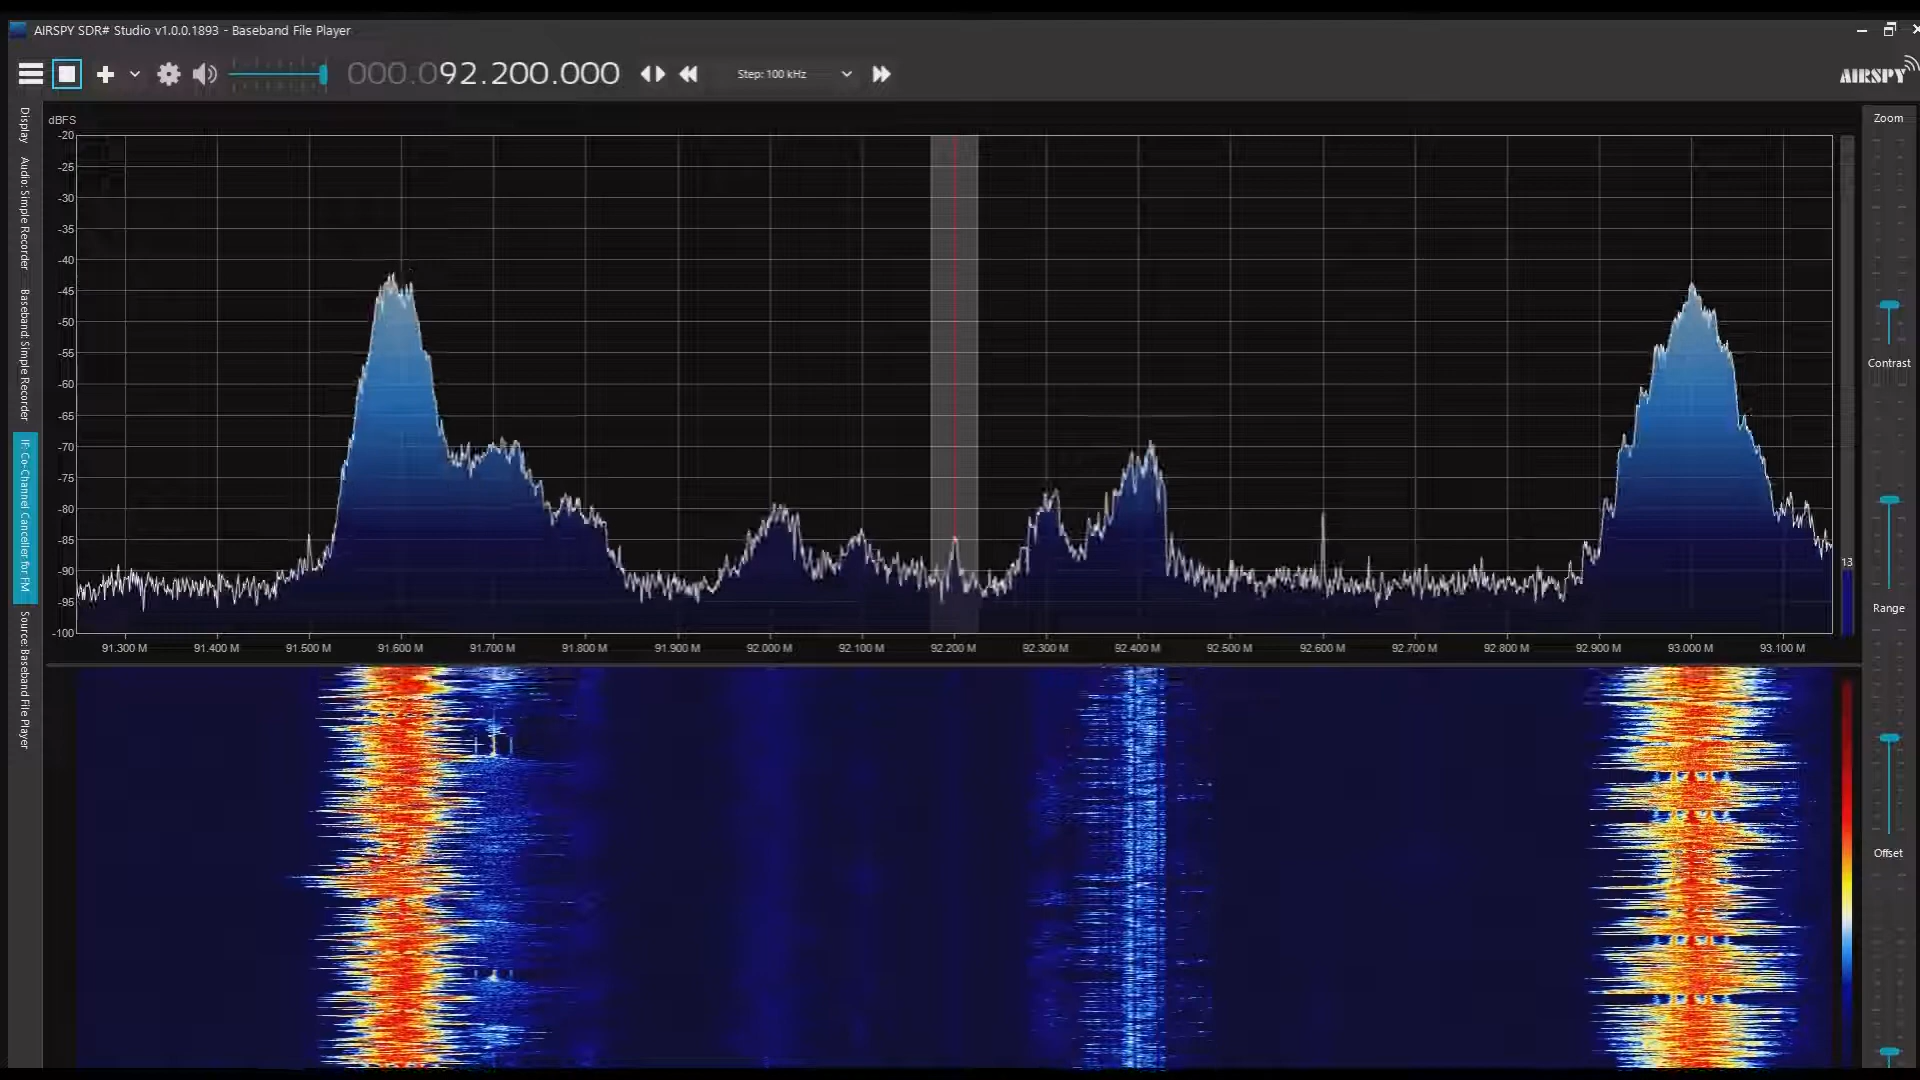 AIRSPY SDR# Studio v1.0.0.1893 - Baseband File Player
000.092.200.000
Step: 100 kHz
AIRSPY
Display
Audio: Simple Recorder
Baseband: Simple Recorder
IF: Co-Channel Canceller for FM
Source: Baseband File Player
dBFS
-20
-25
-30
-35
-40
-45
-50
-55
-60
-65
-70
-75
-80
-85
-90
-95
-100
91.300 M 91.400 M 91.500 M 91.600 M 91.700 M 91.800 M 91.900 M 92.000 M 92.100 M 92.200 M 92.300 M 92.400 M 92.500 M 92.600 M 92.700 M 92.800 M 92.900 M 93.000 M 93.100 M
13
Zoom
Contrast
Range
Offset